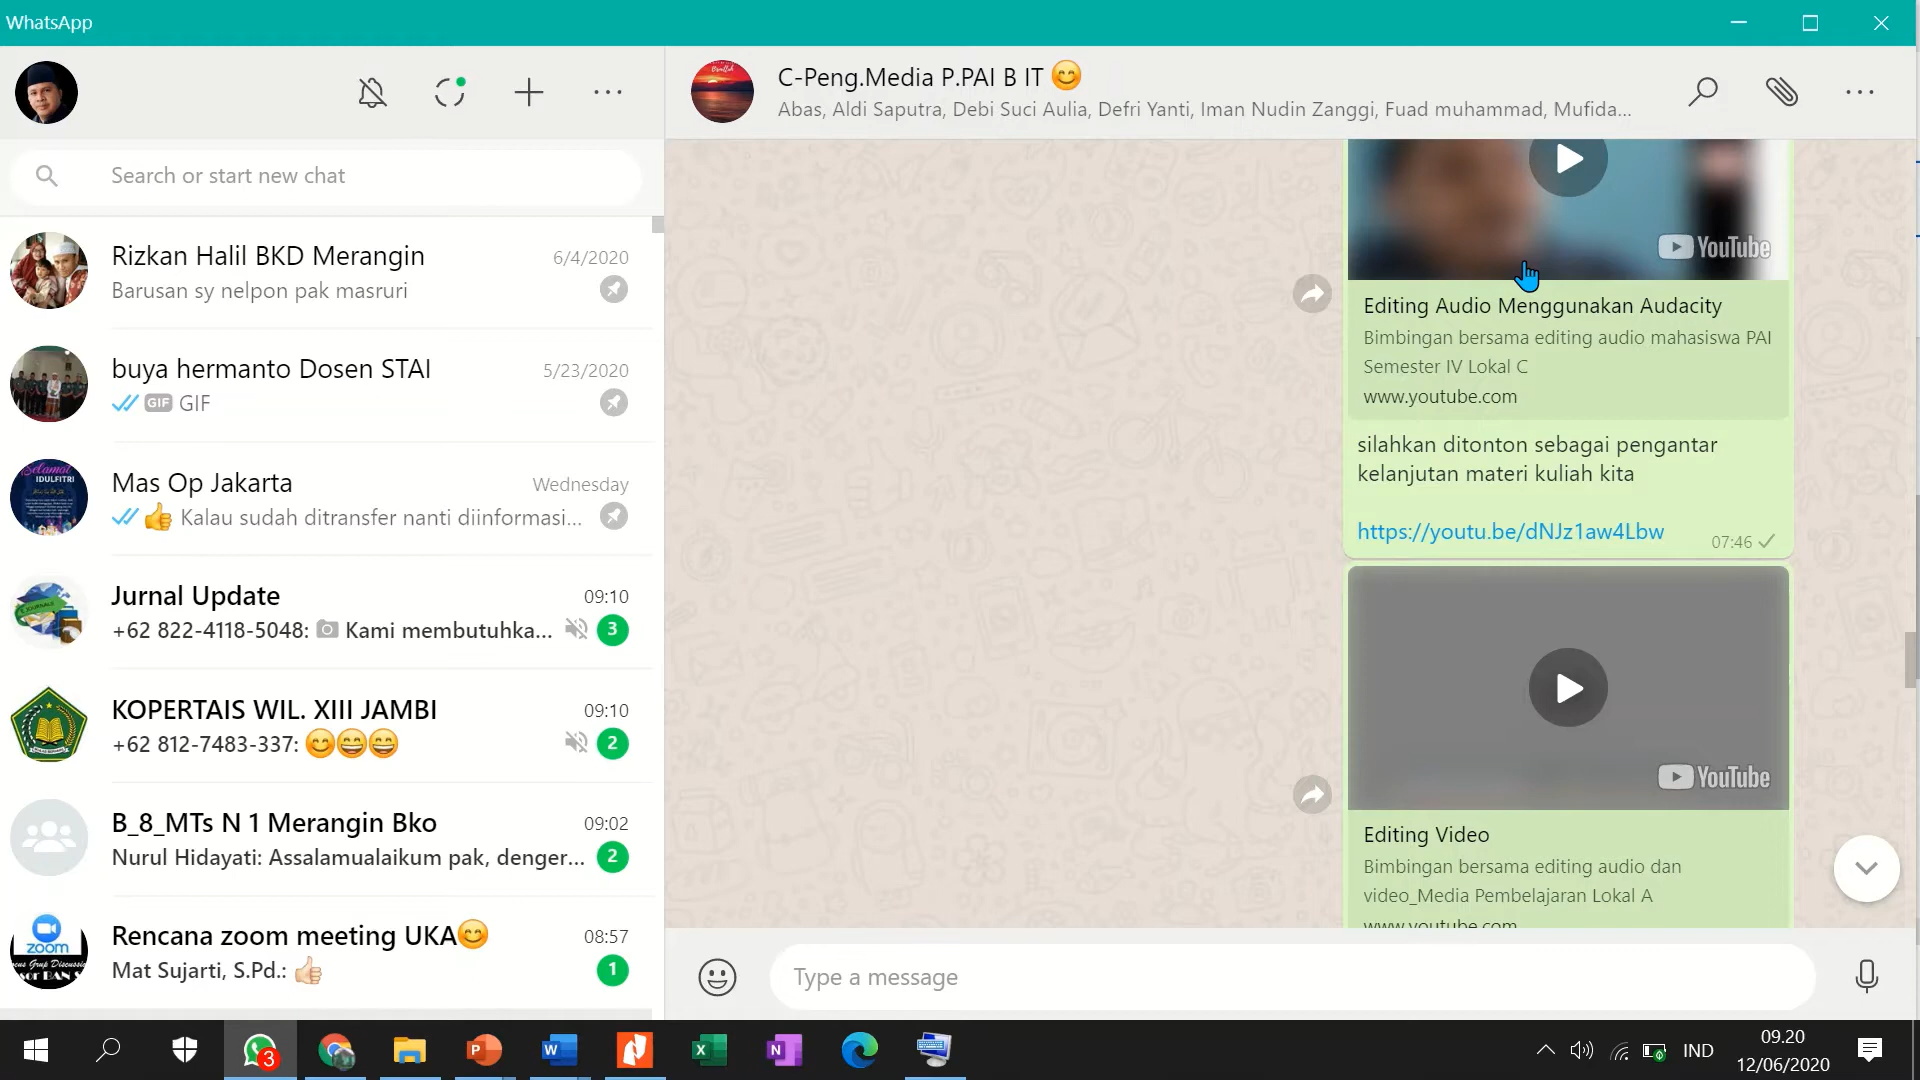 WhatsApp
C-Peng.Media P.PAI B IT 😊
Abas, Aldi Saputra, Debi Suci Aulia, Defri Yanti, Iman Nudin Zanggi, Fuad muhammad, Mufida...
Search or start new chat
Rizkan Halil BKD Merangin
6/4/2020
Barusan sy nelpon pak masruri
buya hermanto Dosen STAI
5/23/2020
GIF GIF
Mas Op Jakarta
Wednesday
👍 Kalau sudah ditransfer nanti diinformasi...
Jurnal Update
09:10
+62 822-4118-5048: Kami membutuhka...
3
KOPERTAIS WIL. XIII JAMBI
09:10
+62 812-7483-337: 😊😄😄
2
B_8_MTs N 1 Merangin Bko
09:02
Nurul Hidayati: Assalamualaikum pak, denger...
2
zoom
Rencana zoom meeting UKA😊
08:57
Mat Sujarti, S.Pd.: 👍🏻
1
YouTube
Editing Audio Menggunakan Audacity
Bimbingan bersama editing audio mahasiswa PAI
Semester IV Lokal C
www.youtube.com
silahkan ditonton sebagai pengantar
kelanjutan materi kuliah kita
https://youtu.be/dNJz1aw4Lbw
07:46
YouTube
Editing Video
Bimbingan bersama editing audio dan
video_Media Pembelajaran Lokal A
www.youtube.com
Type a message
3
IND
09.20
12/06/2020